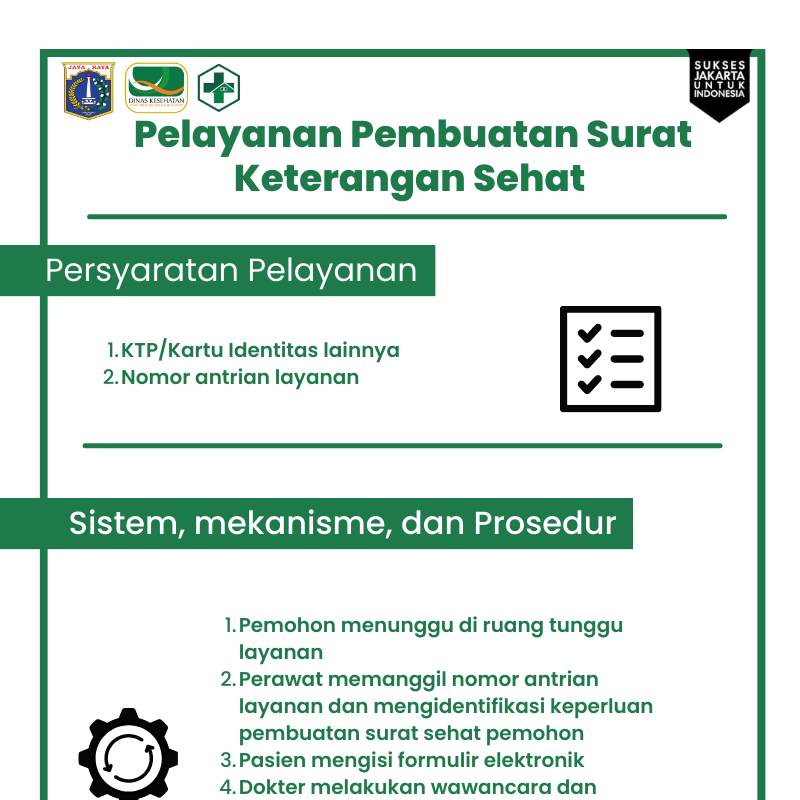 JAYA RAYA
DINAS KESEHATAN
SUKSES
JAKARTA
UNTUK
INDONESIA
Pelayanan Pembuatan Surat
Keterangan Sehat
Persyaratan Pelayanan
1. KTP/Kartu Identitas lainnya
2. Nomor antrian layanan
Sistem, mekanisme, dan Prosedur
1. Pemohon menunggu di ruang tunggu
layanan
2. Perawat memanggil nomor antrian
layanan dan mengidentifikasi keperluan
pembuatan surat sehat pemohon
3. Pasien mengisi formulir elektronik
4. Dokter melakukan wawancara dan